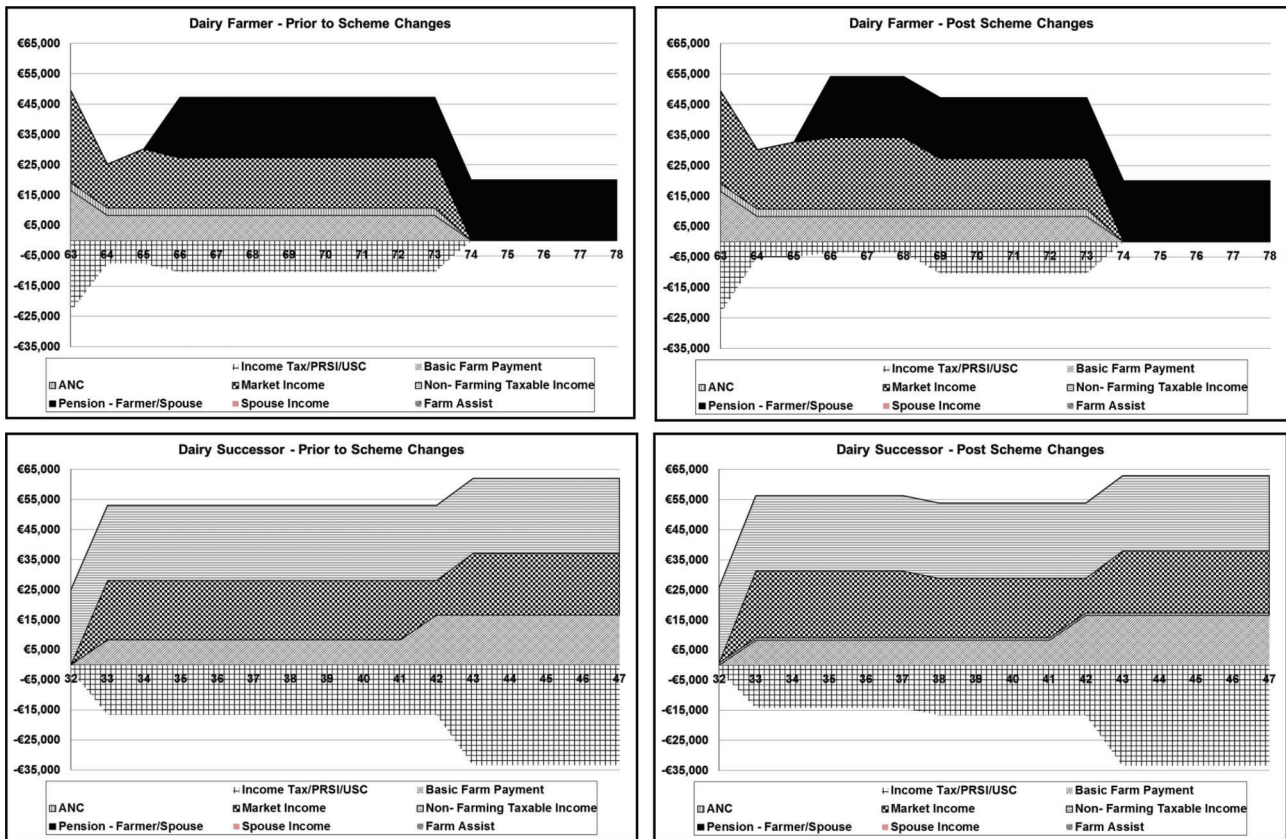 Dairy Farmer - Prior to Scheme Changes
€65,000
€55,000
€45,000
€35,000
€25,000
€15,000
€5,000
-€5,000
-€15,000
-€25,000
-€35,000
63 64 65 66 67 68 69 70 71 72 73 74 75 76 77 78
Income Tax/PRSI/USC Basic Farm Payment
ANC Market Income Non- Farming Taxable Income
Pension - Farmer/Spouse Spouse Income Farm Assist
Dairy Farmer - Post Scheme Changes
€65,000
€55,000
€45,000
€35,000
€25,000
€15,000
€5,000
-€5,000
-€15,000
-€25,000
-€35,000
63 64 65 66 67 68 69 70 71 72 73 74 75 76 77 78
Income Tax/PRSI/USC Basic Farm Payment
ANC Market Income Non- Farming Taxable Income
Pension - Farmer/Spouse Spouse Income Farm Assist
Dairy Successor - Prior to Scheme Changes
€65,000
€55,000
€45,000
€35,000
€25,000
€15,000
€5,000
-€5,000
-€15,000
-€25,000
-€35,000
32 33 34 35 36 37 38 39 40 41 42 43 44 45 46 47
Income Tax/PRSI/USC Basic Farm Payment
ANC Market Income Non- Farming Taxable Income
Pension - Farmer/Spouse Spouse Income Farm Assist
Dairy Successor - Post Scheme Changes
€65,000
€55,000
€45,000
€35,000
€25,000
€15,000
€5,000
-€5,000
-€15,000
-€25,000
-€35,000
32 33 34 35 36 37 38 39 40 41 42 43 44 45 46 47
Income Tax/PRSI/USC Basic Farm Payment
ANC Market Income Non- Farming Taxable Income
Pension - Farmer/Spouse Spouse Income Farm Assist